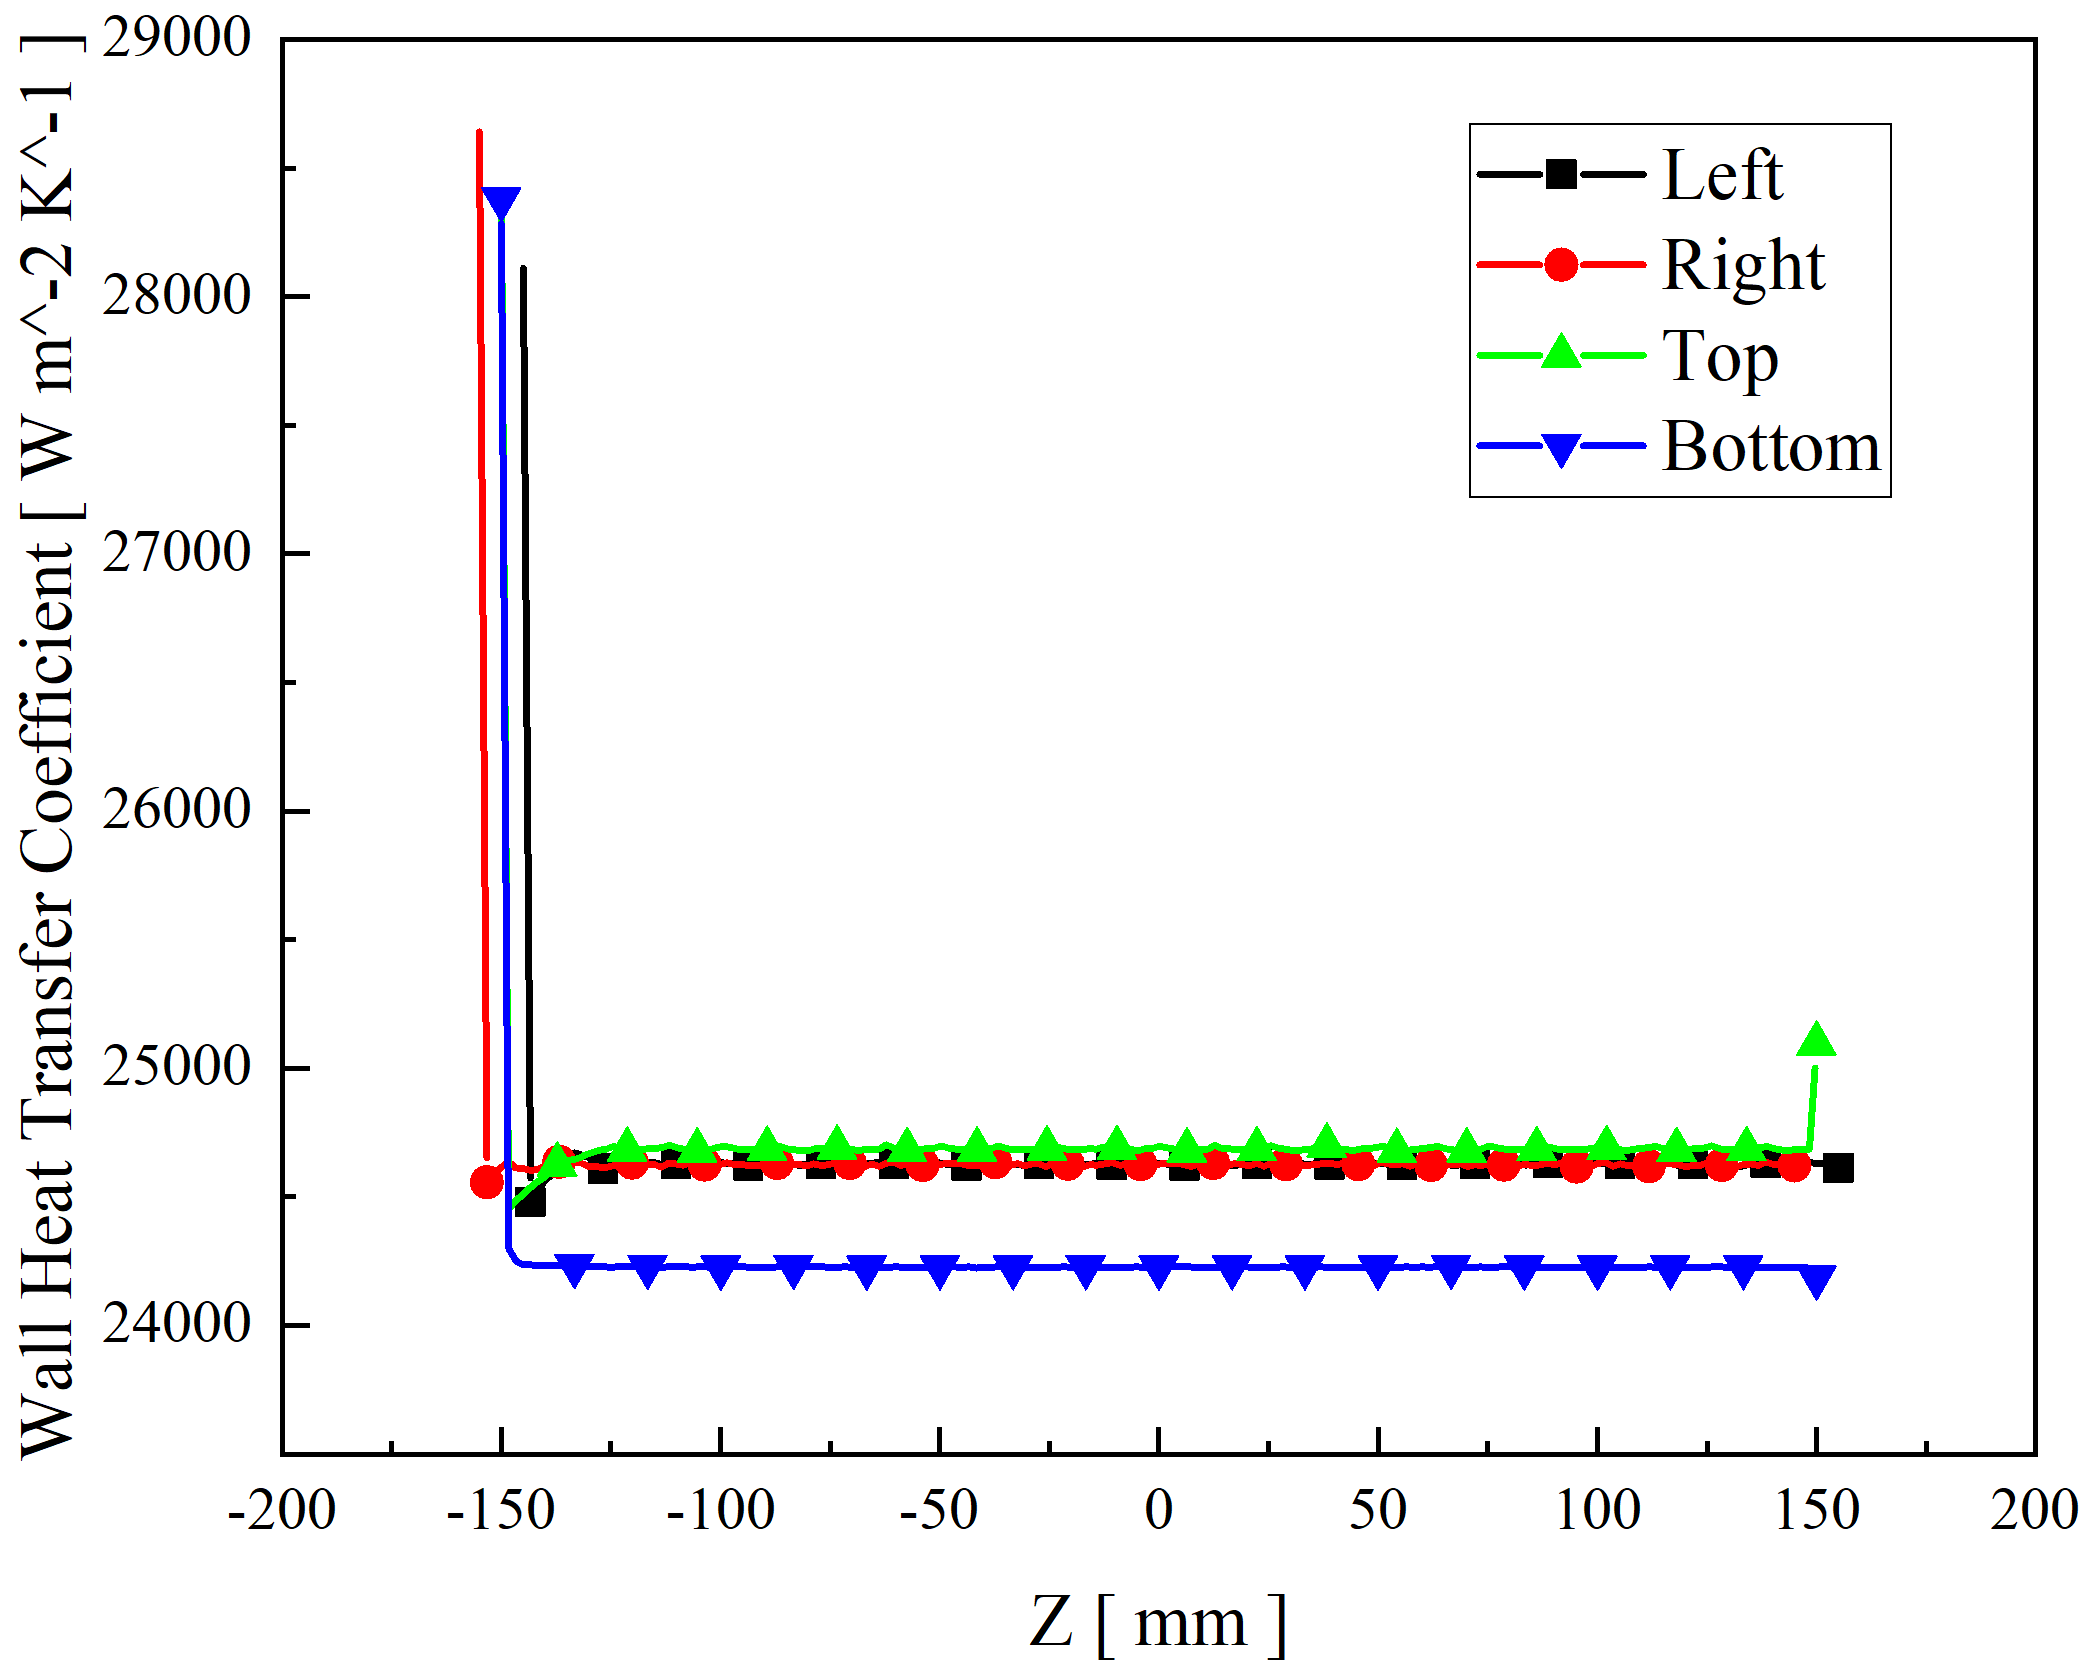 Wall Heat Transfer Coefficient [ W m^-2 K^-1 ]
29000
28000
27000
26000
25000
24000
Left
Right
Top
Bottom
-200 -150 -100 -50 0 50 100 150 200
Z [ mm ]